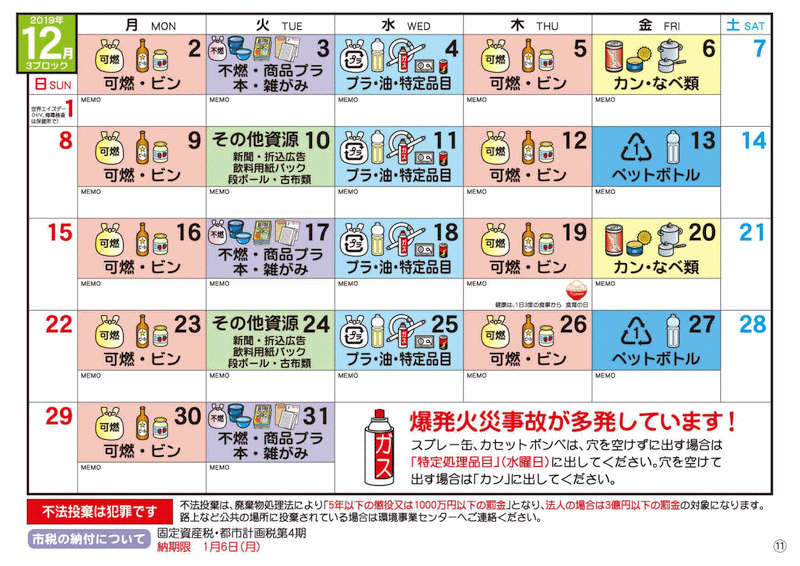 2019年
12月
3ブロック
日 SUN
月 MON
火 TUE
水 WED
木 THU
金 FRI
土 SAT
世界エイズデー
(HIV、梅毒検査
は保健所で)
1
可燃
2
可燃・ビン
MEMO
不燃
3
不燃・商品プラ
本・雑がみ
MEMO
プラ
ガス
4
プラ・油・特定品目
MEMO
可燃
5
可燃・ビン
MEMO
6
カン・なべ類
MEMO
7
8
可燃
9
可燃・ビン
MEMO
その他資源 10
新聞・折込広告
飲料用紙パック
段ボール・古布類
MEMO
プラ
ガス
11
プラ・油・特定品目
MEMO
可燃
12
可燃・ビン
MEMO
1
13
ペットボトル
MEMO
14
15
可燃
16
可燃・ビン
MEMO
不燃
17
不燃・商品プラ
本・雑がみ
MEMO
プラ
ガス
18
プラ・油・特定品目
MEMO
可燃
19
可燃・ビン
MEMO
健康は、1日3度の食事から 食育の日
20
カン・なべ類
MEMO
21
22
可燃
23
可燃・ビン
MEMO
その他資源 24
新聞・折込広告
飲料用紙パック
段ボール・古布類
MEMO
プラ
ガス
25
プラ・油・特定品目
MEMO
可燃
26
可燃・ビン
MEMO
1
27
ペットボトル
MEMO
28
29
可燃
30
可燃・ビン
MEMO
不燃
31
不燃・商品プラ
本・雑がみ
MEMO
ガス
爆発火災事故が多発しています!
スプレー缶、カセットボンベは、穴を空けずに出す場合は
「特定処理品目」(水曜日)に出してください。穴を空けて
出す場合は「カン」に出してください。
不法投棄は犯罪です
不法投棄は、廃棄物処理法により「5年以下の懲役又は1000万円以下の罰金」となり、法人の場合は3億円以下の罰金の対象になります。
路上など公共の場所に投棄されている場合は環境事業センターへご連絡ください。
市税の納付について
固定資産税・都市計画税第4期
納期限 1月6日(月)
⑪